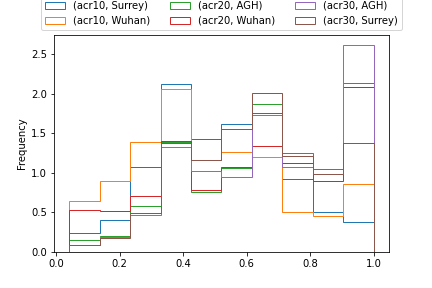 (acr10, Surrey) (acr20, AGH) (acr30, AGH)
(acr10, Wuhan) (acr20, Wuhan) (acr30, Surrey)
2.5
2.0
1.5
1.0
0.5
0.0
Frequency
0.0 0.2 0.4 0.6 0.8 1.0